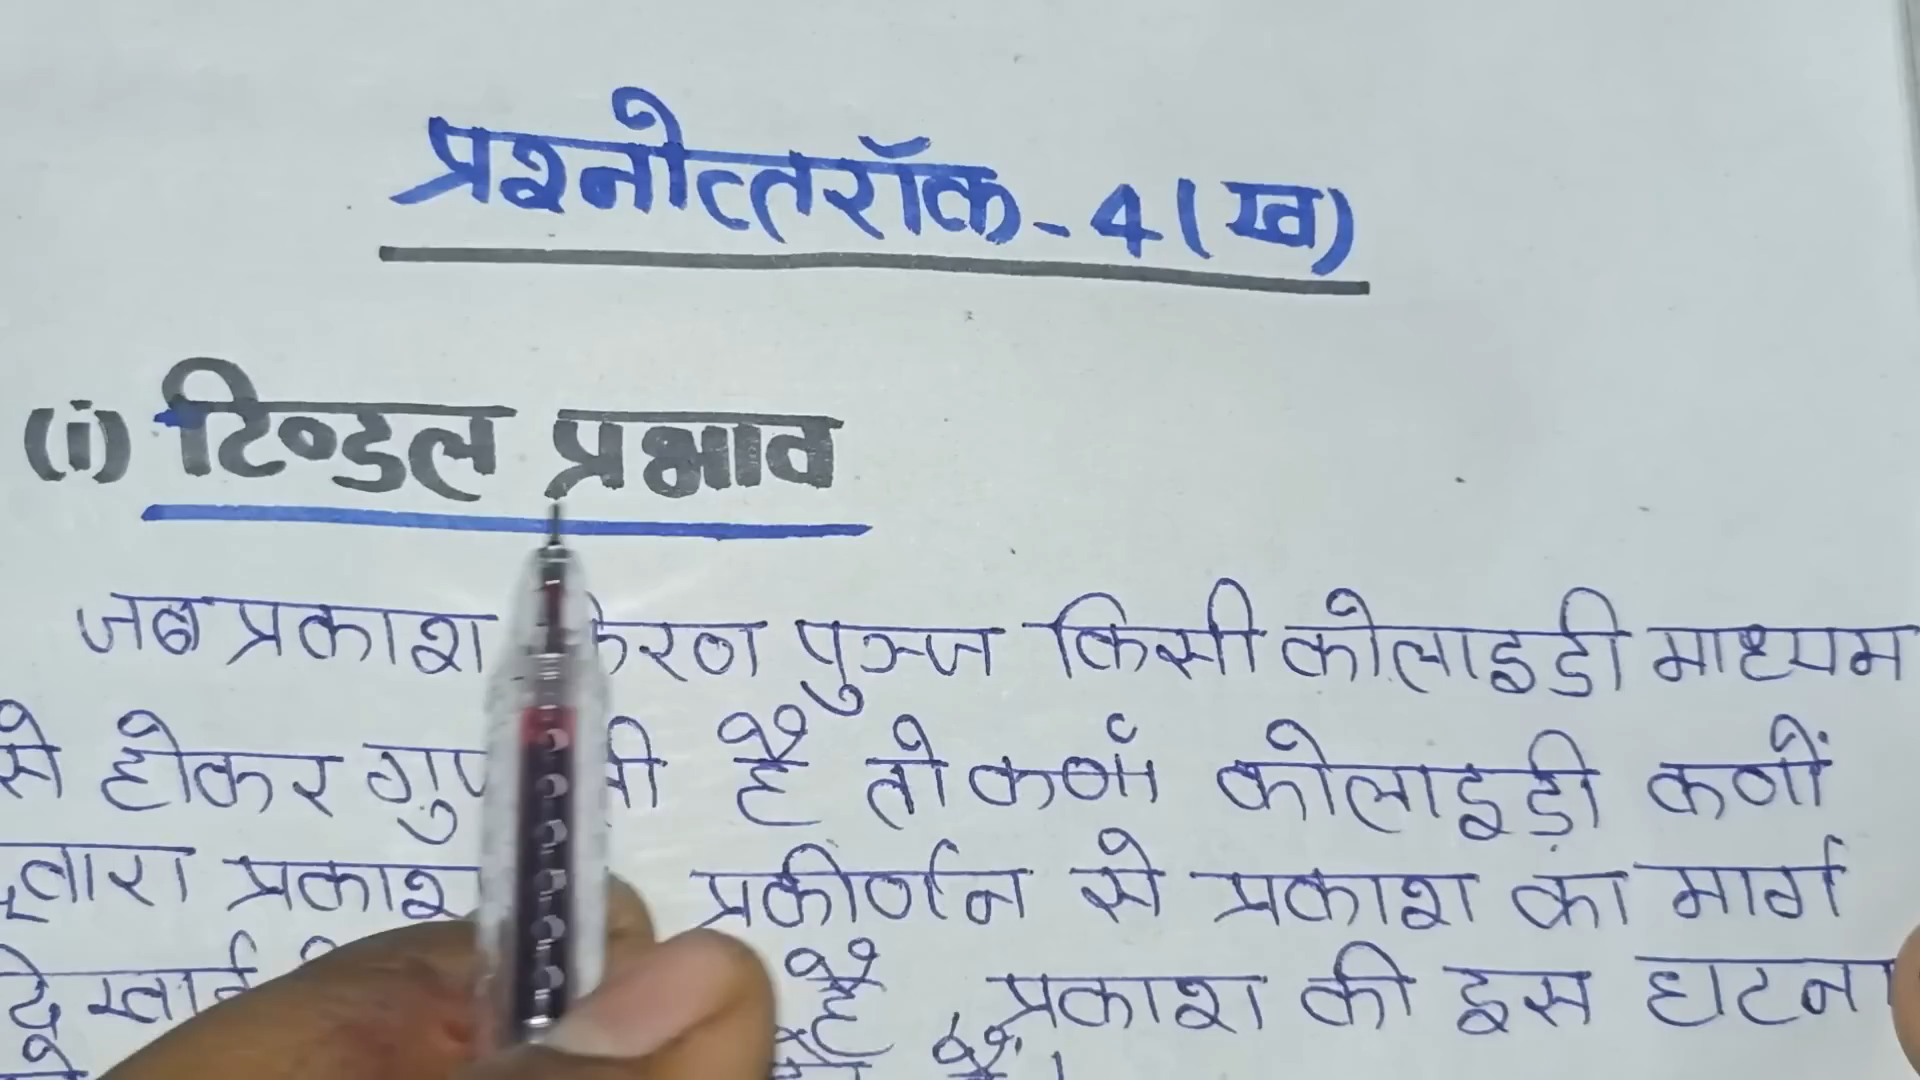 प्रश्नोत्तरॉक - 4 (ख)
(i) टिण्डल प्रभाव
जब प्रकाश किरण पुञ्ज किसी कोलाइडी माध्यम
से होकर है तो कणों कोलाइड़ी कणों
द्वारा प्रकाश प्रकीर्णन से प्रकाश का मार्ग
है प्रकाश की इस घटना